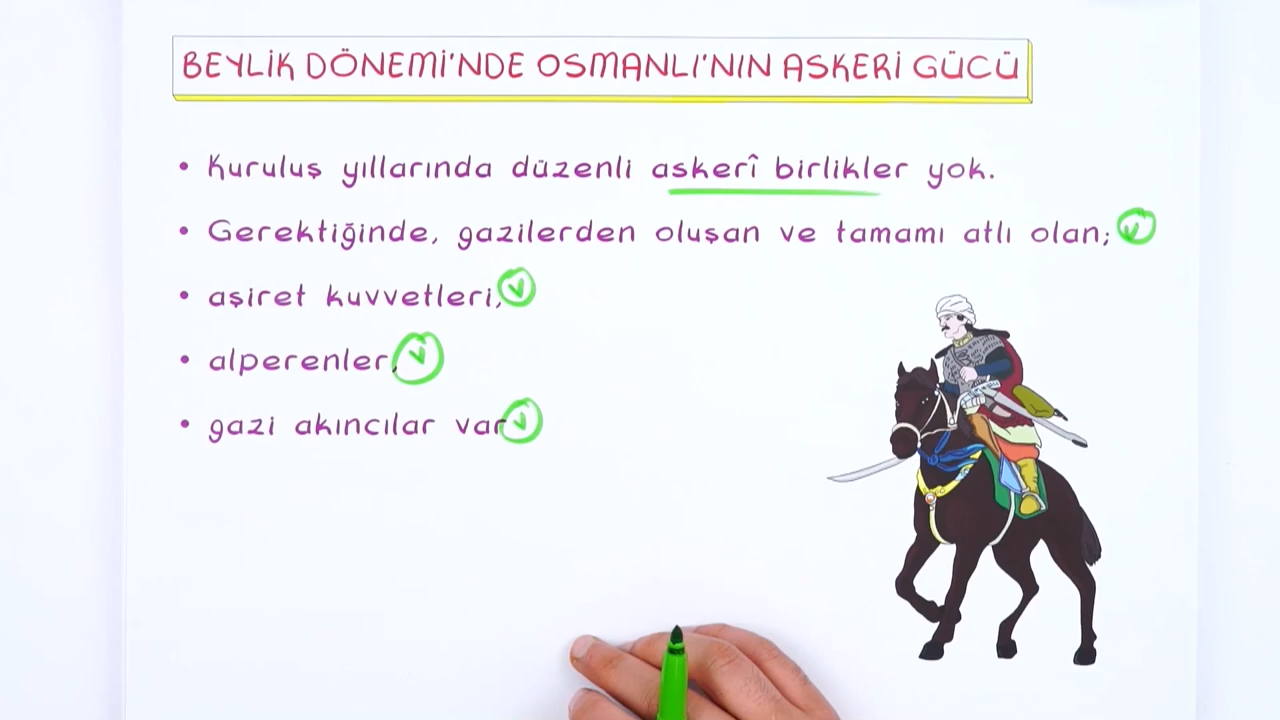 BEYLİK DÖNEMİ'NDE OSMANLI'NIN ASKERİ GÜCÜ
• Kuruluş yıllarında düzenli askerî birlikler yok.
• Gerektiğinde, gazilerden oluşan ve tamamı atlı olan;
• aşiret kuvvetleri,
• alperenler,
• gazi akıncılar var